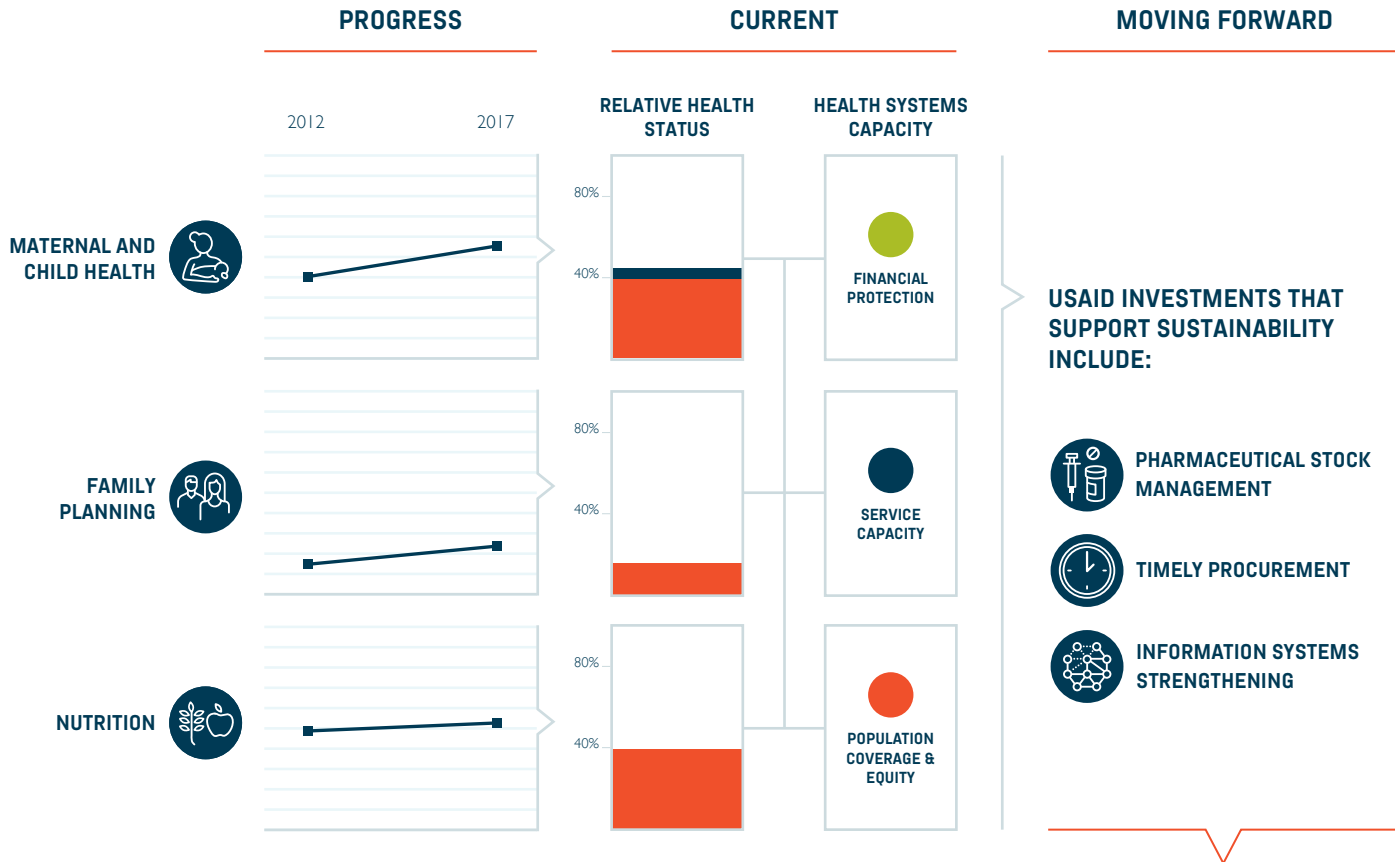 PROGRESS
CURRENT
MOVING FORWARD
2012
2017
RELATIVE HEALTH
STATUS
HEALTH SYSTEMS
CAPACITY
MATERNAL AND
CHILD HEALTH
80%
40%
FINANCIAL
PROTECTION
FAMILY
PLANNING
80%
40%
SERVICE
CAPACITY
NUTRITION
80%
40%
POPULATION
COVERAGE &
EQUITY
USAID INVESTMENTS THAT
SUPPORT SUSTAINABILITY
INCLUDE:
PHARMACEUTICAL STOCK
MANAGEMENT
TIMELY PROCUREMENT
INFORMATION SYSTEMS
STRENGTHENING